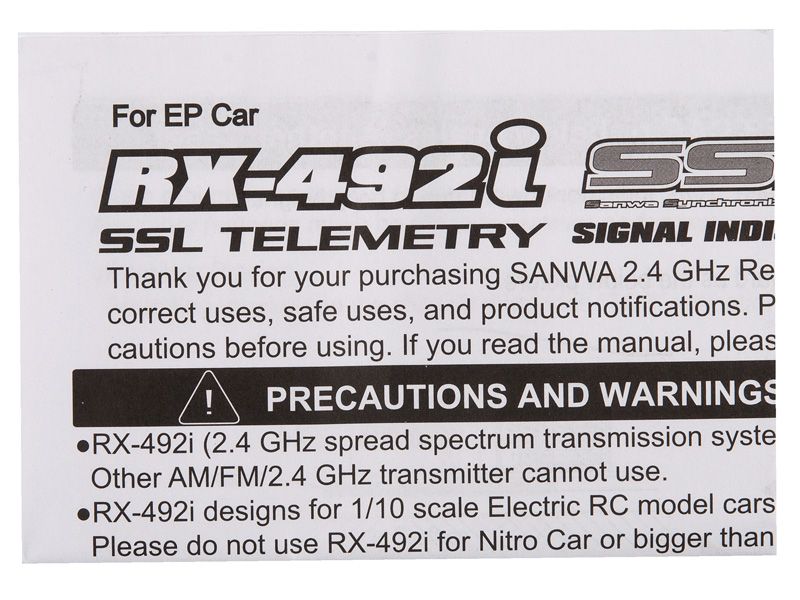 For EP Car
RX-492i SS
Sanwa Synchroni
SSL TELEMETRY SIGNAL INDI
Thank you for your purchasing SANWA 2.4 GHz Re
correct uses, safe uses, and product notifications. P
cautions before using. If you read the manual, pleas
! PRECAUTIONS AND WARNINGS
●RX-492i (2.4 GHz spread spectrum transmission syste
Other AM/FM/2.4 GHz transmitter cannot use.
●RX-492i designs for 1/10 scale Electric RC model cars
Please do not use RX-492i for Nitro Car or bigger than